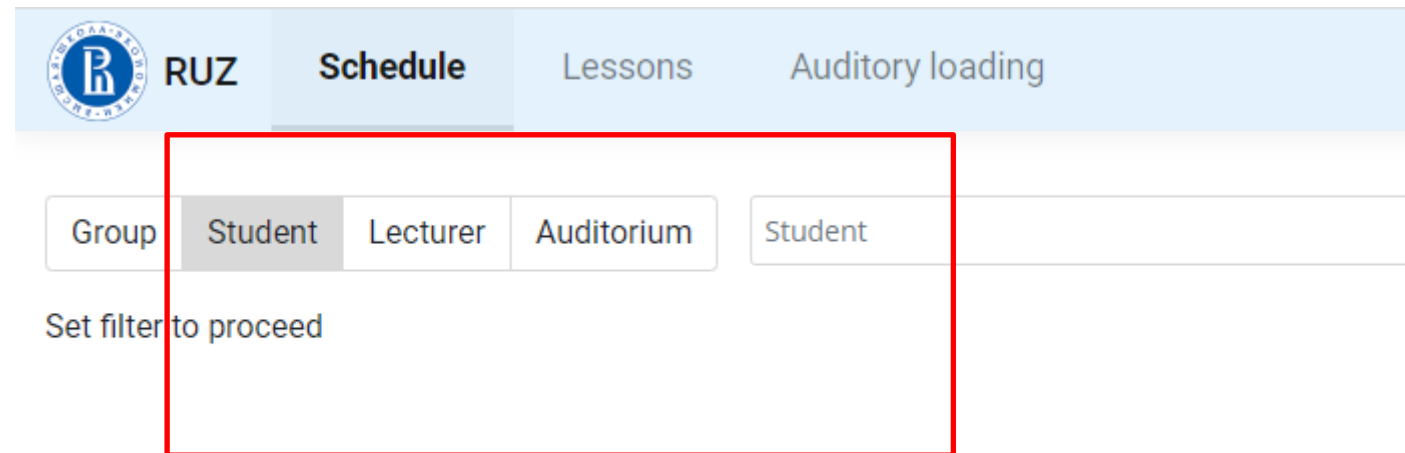 RUZ Schedule Lessons Auditory loading
Group Student Lecturer Auditorium Student
Set filter to proceed